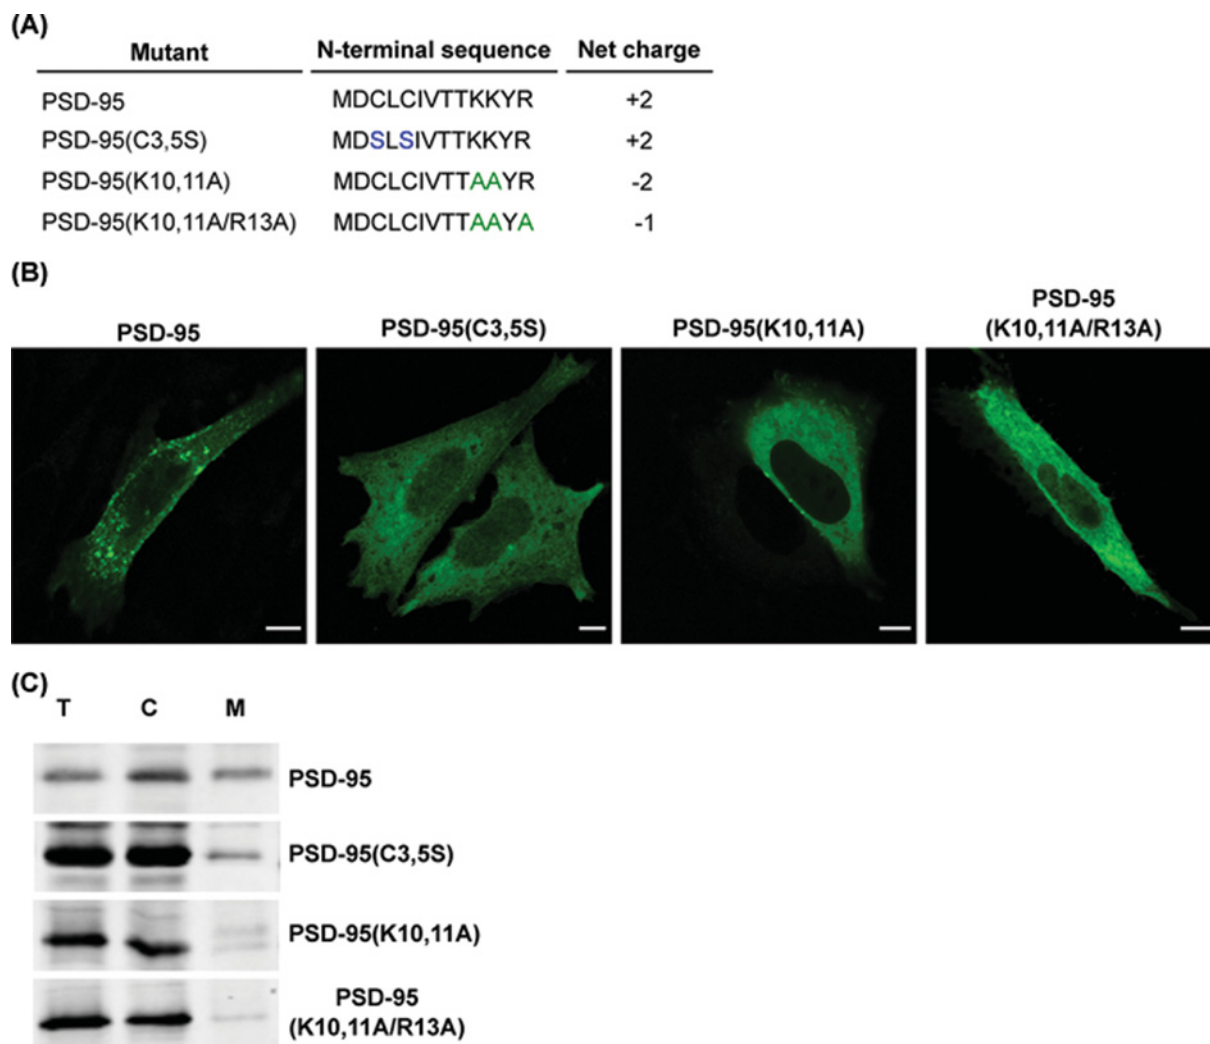 (A)
Mutant N-terminal sequence Net charge
PSD-95 MDCLCIVTTKKYR +2
PSD-95(C3,5S) MDSLSIVTTKKYR +2
PSD-95(K10,11A) MDCLCIVTTAAYR -2
PSD-95(K10,11A/R13A) MDCLCIVTTAAYA -1
(B)
PSD-95 PSD-95(C3,5S) PSD-95(K10,11A) PSD-95
(K10,11A/R13A)
(C)
T C M
PSD-95
PSD-95(C3,5S)
PSD-95(K10,11A)
PSD-95
(K10,11A/R13A)